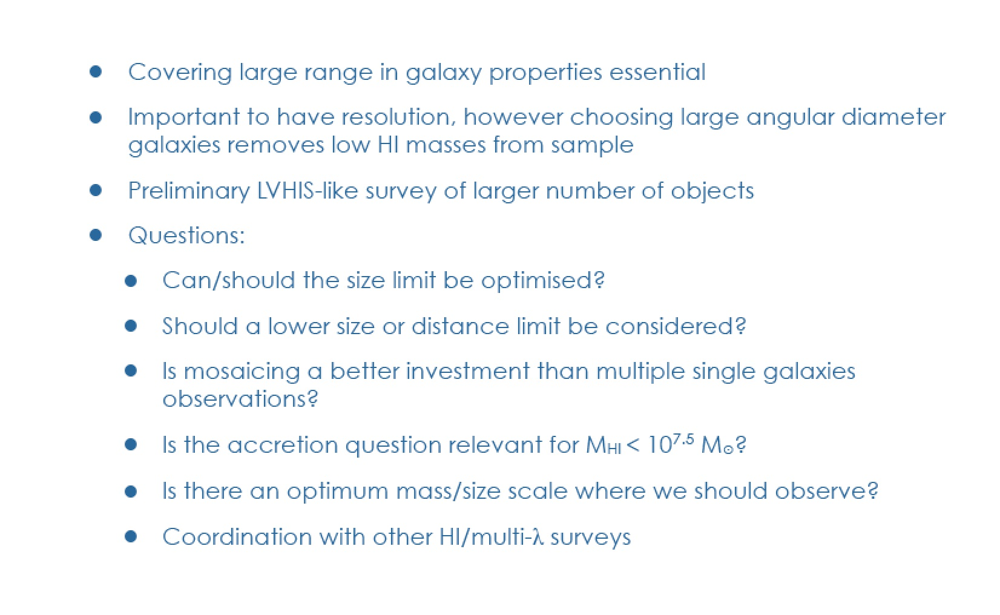 ● Covering large range in galaxy properties essential
● Important to have resolution, however choosing large angular diameter
galaxies removes low HI masses from sample
● Preliminary LVHIS-like survey of larger number of objects
● Questions:
● Can/should the size limit be optimised?
● Should a lower size or distance limit be considered?
● Is mosaicing a better investment than multiple single galaxies
observations?
● Is the accretion question relevant for M_HI < 10^7.5 M_⊙?
● Is there an optimum mass/size scale where we should observe?
● Coordination with other HI/multi-λ surveys